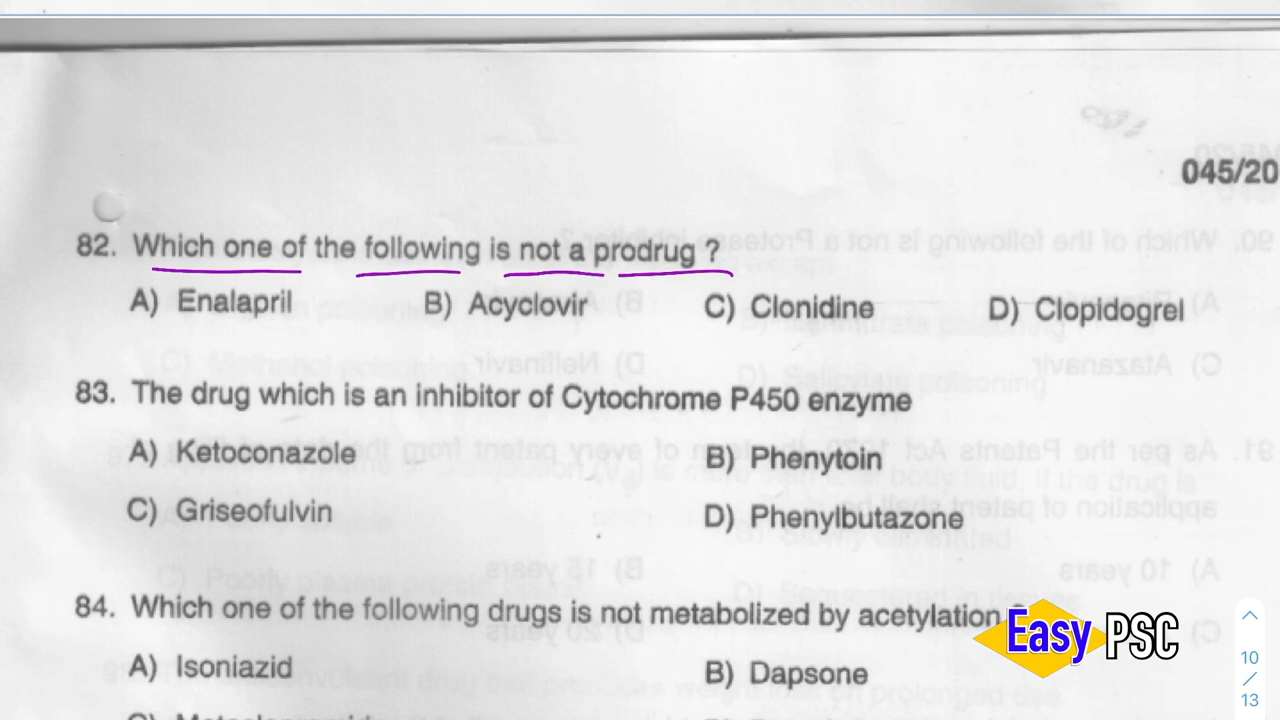 045/20
82. Which one of the following is not a prodrug ?
A) Enalapril B) Acyclovir C) Clonidine D) Clopidogrel
83. The drug which is an inhibitor of Cytochrome P450 enzyme
A) Ketoconazole B) Phenytoin
C) Griseofulvin D) Phenylbutazone
84. Which one of the following drugs is not metabolized by acetylation
Easy PSC
A) Isoniazid B) Dapsone
10
/
13